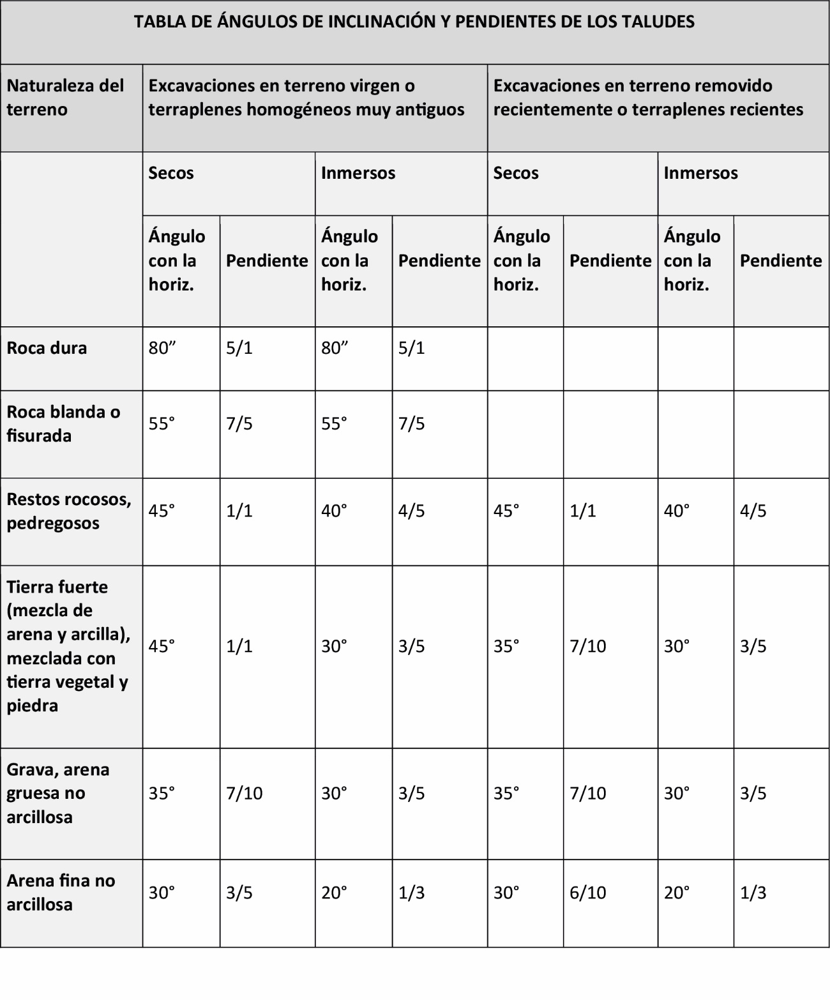 TABLA DE ÁNGULOS DE INCLINACIÓN Y PENDIENTES DE LOS TALUDES
Naturaleza del
terreno
Excavaciones en terreno virgen o
terraplenes homogéneos muy antiguos
Excavaciones en terreno removido
recientemente o terraplenes recientes
Secos
Inmersos
Secos
Inmersos
Ángulo
con la
horiz.
Pendiente
Ángulo
con la
horiz.
Pendiente
Ángulo
con la
horiz.
Pendiente
Ángulo
con la
horiz.
Pendiente
Roca dura
80”
5/1
80”
5/1
Roca blanda o
fisurada
55°
7/5
55°
7/5
Restos rocosos,
pedregosos
45°
1/1
40°
4/5
45°
1/1
40°
4/5
Tierra fuerte
(mezcla de
arena y arcilla),
mezclada con
tierra vegetal y
piedra
45°
1/1
30°
3/5
35°
7/10
30°
3/5
Grava, arena
gruesa no
arcillosa
35°
7/10
30°
3/5
35°
7/10
30°
3/5
Arena fina no
arcillosa
30°
3/5
20°
1/3
30°
6/10
20°
1/3